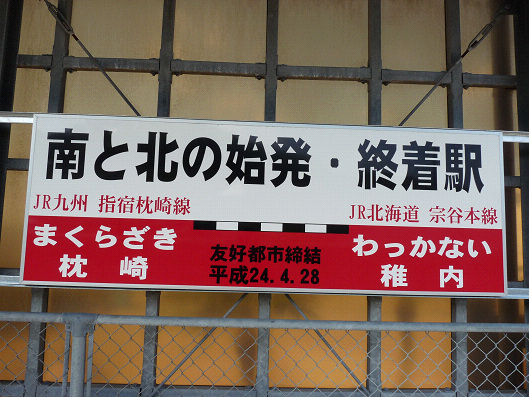 南と北の始発・終着駅
JR九州 指宿枕崎線
JR北海道 宗谷本線
まくらざき
枕崎
友好都市締結
平成24.4.28
わっかない
稚内